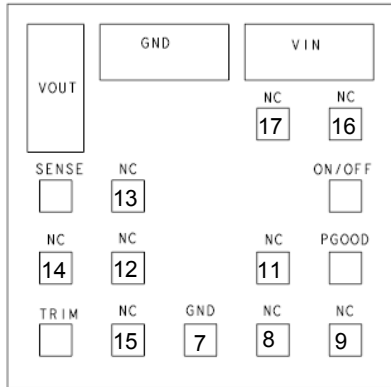 GND VIN
VOUT
NC NC
17 16
SENSE NC ON/OFF
13
NC NC NC PGOOD
14 12 11
TRIM NC GND NC NC
15 7 8 9